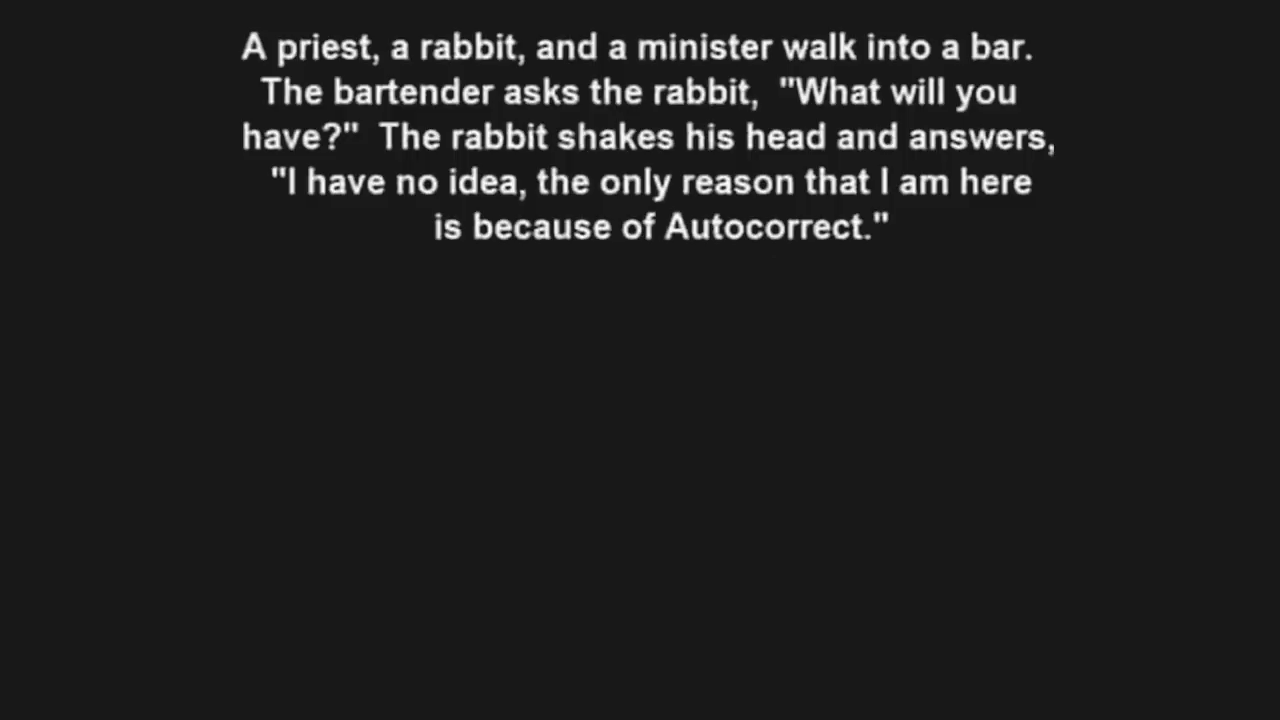 A priest, a rabbit, and a minister walk into a bar.
The bartender asks the rabbit,  "What will you
have?"  The rabbit shakes his head and answers,
"I have no idea, the only reason that I am here
is because of Autocorrect."